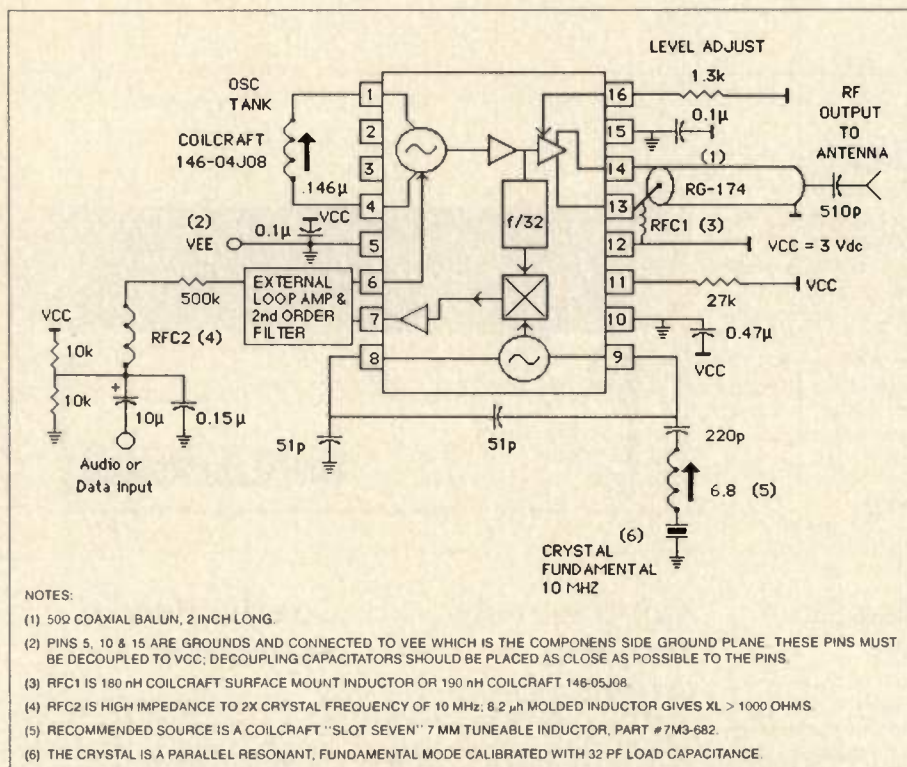 LEVEL ADJUST
1.3k
RF
OUTPUT
TO
ANTENNA
OSC
TANK
COILCRAFT
146-04J08
.146µ
1
2
3
4
5
6
7
8
16
15
14
13
12
11
10
9
0.1µ
(1)
RG-174
510p
RFC1 (3)
VCC = 3 Vdc
f/32
(2)
VEE
0.1µ
VCC
500k
EXTERNAL
LOOP AMP &
2nd ORDER
FILTER
VCC
27k
0.47µ
VCC
VCC
10k
10k
RFC2 (4)
+
10µ
0.15µ
Audio or
Data Input
51p
51p
220p
6.8 (5)
(6)
CRYSTAL
FUNDAMENTAL
10 MHZ
NOTES:
(1) 50Ω COAXIAL BALUN, 2 INCH LONG.
(2) PINS 5, 10 & 15 ARE GROUNDS AND CONNECTED TO VEE WHICH IS THE COMPONENS SIDE GROUND PLANE. THESE PINS MUST
BE DECOUPLED TO VCC; DECOUPLING CAPACITATORS SHOULD BE PLACED AS CLOSE AS POSSIBLE TO THE PINS.
(3) RFC1 IS 180 nH COILCRAFT SURFACE MOUNT INDUCTOR OR 190 nH COILCRAFT 146-05J08.
(4) RFC2 IS HIGH IMPEDANCE TO 2X CRYSTAL FREQUENCY OF 10 MHz; 8.2 µh MOLDED INDUCTOR GIVES XL > 1000 OHMS.
(5) RECOMMENDED SOURCE IS A COILCRAFT "SLOT SEVEN" 7 MM TUNEABLE INDUCTOR, PART #7M3-682.
(6) THE CRYSTAL IS A PARALLEL RESONANT, FUNDAMENTAL MODE CALIBRATED WITH 32 PF LOAD CAPACITANCE.